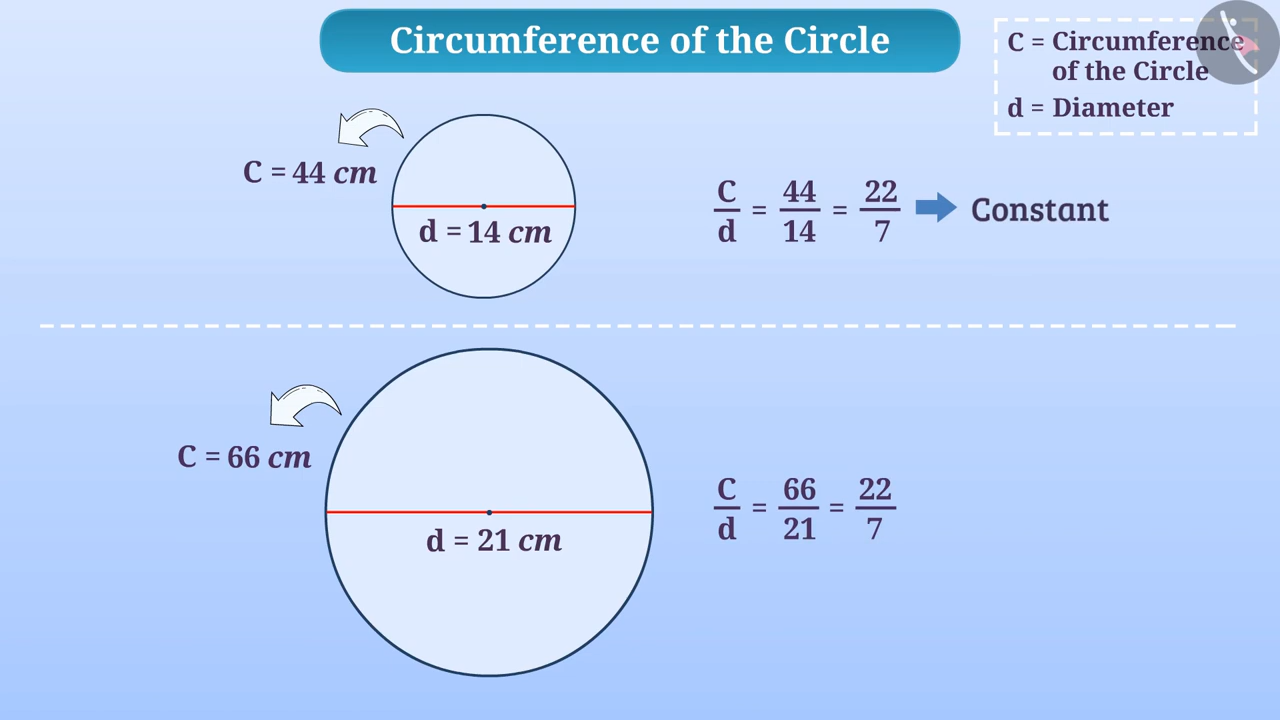 Circumference of the Circle
C = Circumference
of the Circle
d = Diameter
C = 44 cm
d = 14 cm
C/d = 44/14 = 22/7 Constant
C = 66 cm
d = 21 cm
C/d = 66/21 = 22/7